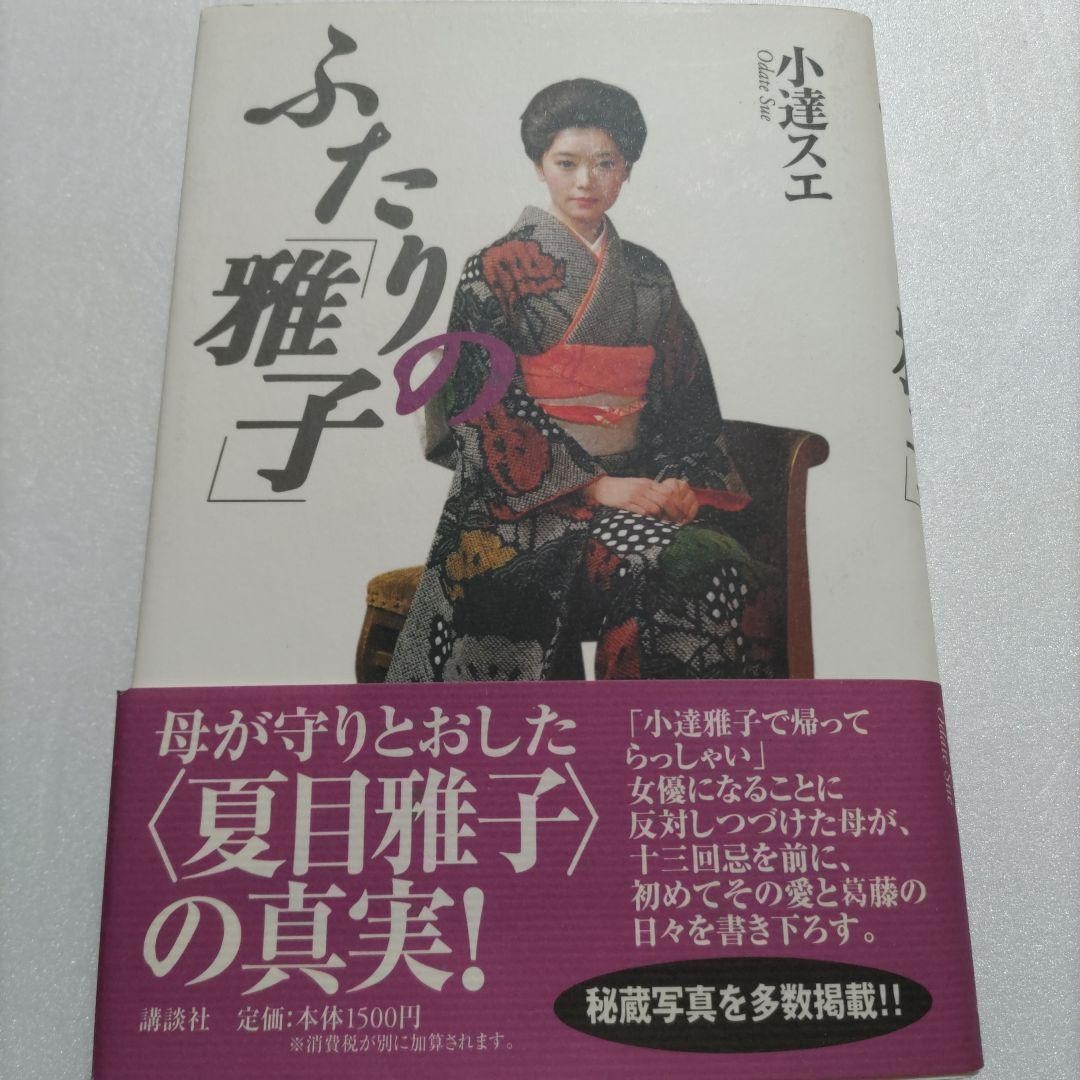 小達スエ
Odate Sue
ふたりの
「雅子」
母が守りとおした
〈夏目雅子〉
の真実!
「小達雅子で帰って
らっしゃい」
女優になることに
反対しつづけた母が、
十三回忌を前に、
初めてその愛と葛藤の
日々を書き下ろす。
秘蔵写真を多数掲載!!
講談社 定価:本体1500円
※消費税が別に加算されます。
Odate Sue